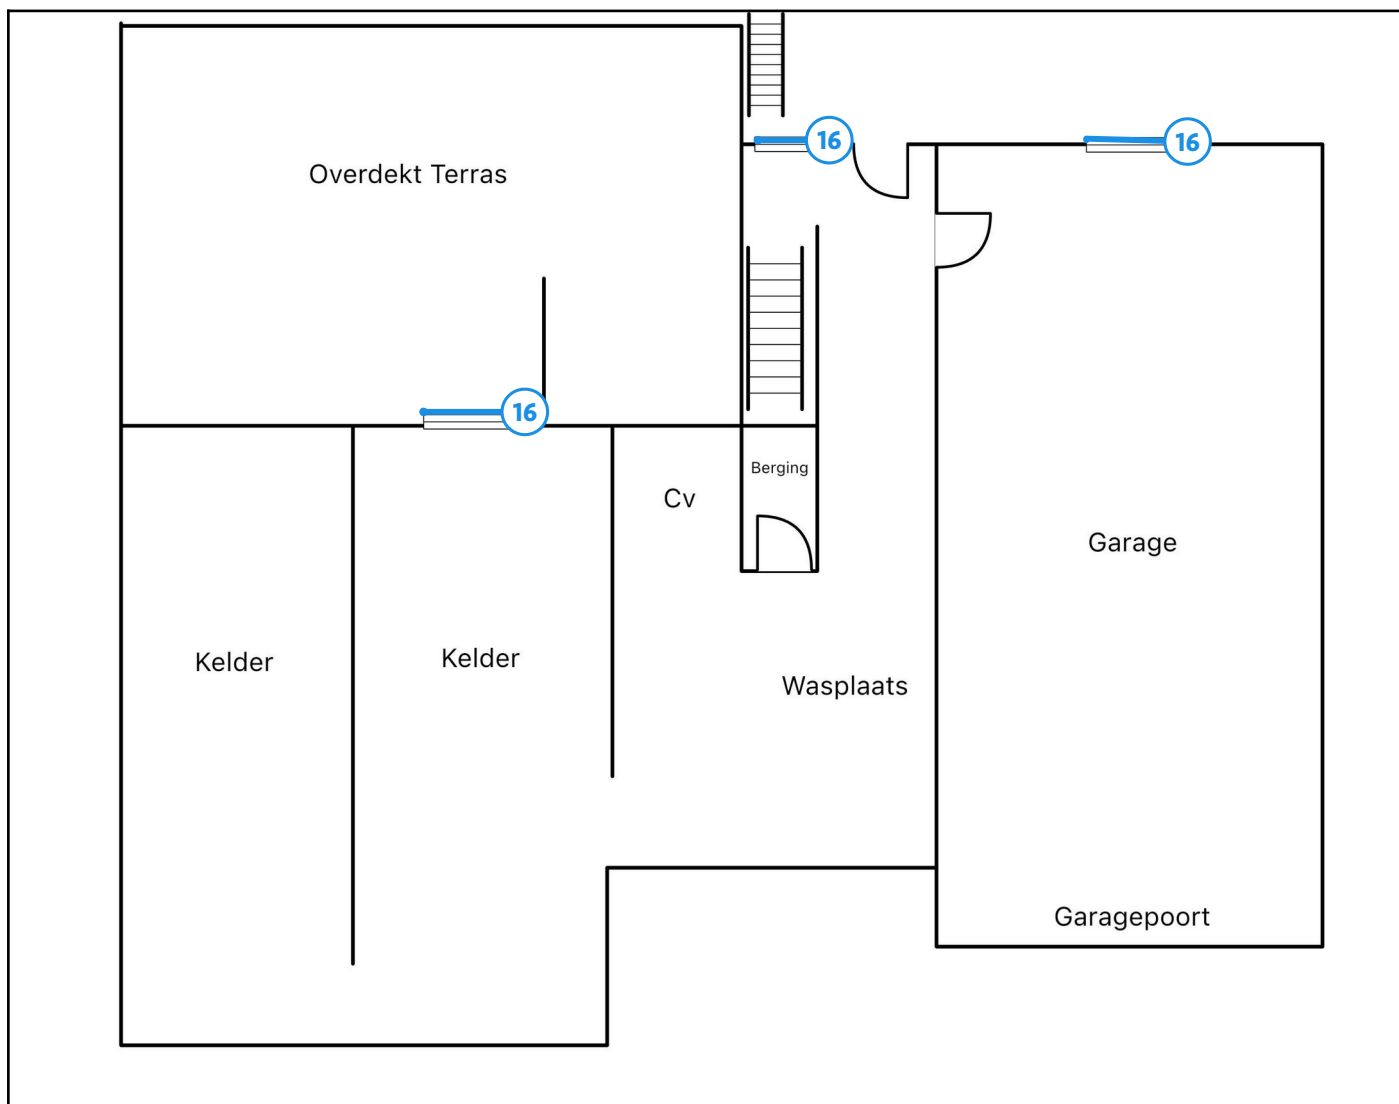 16
16
Overdekt Terras
16
Berging
Cv
Garage
Kelder
Kelder
Wasplaats
Garagepoort